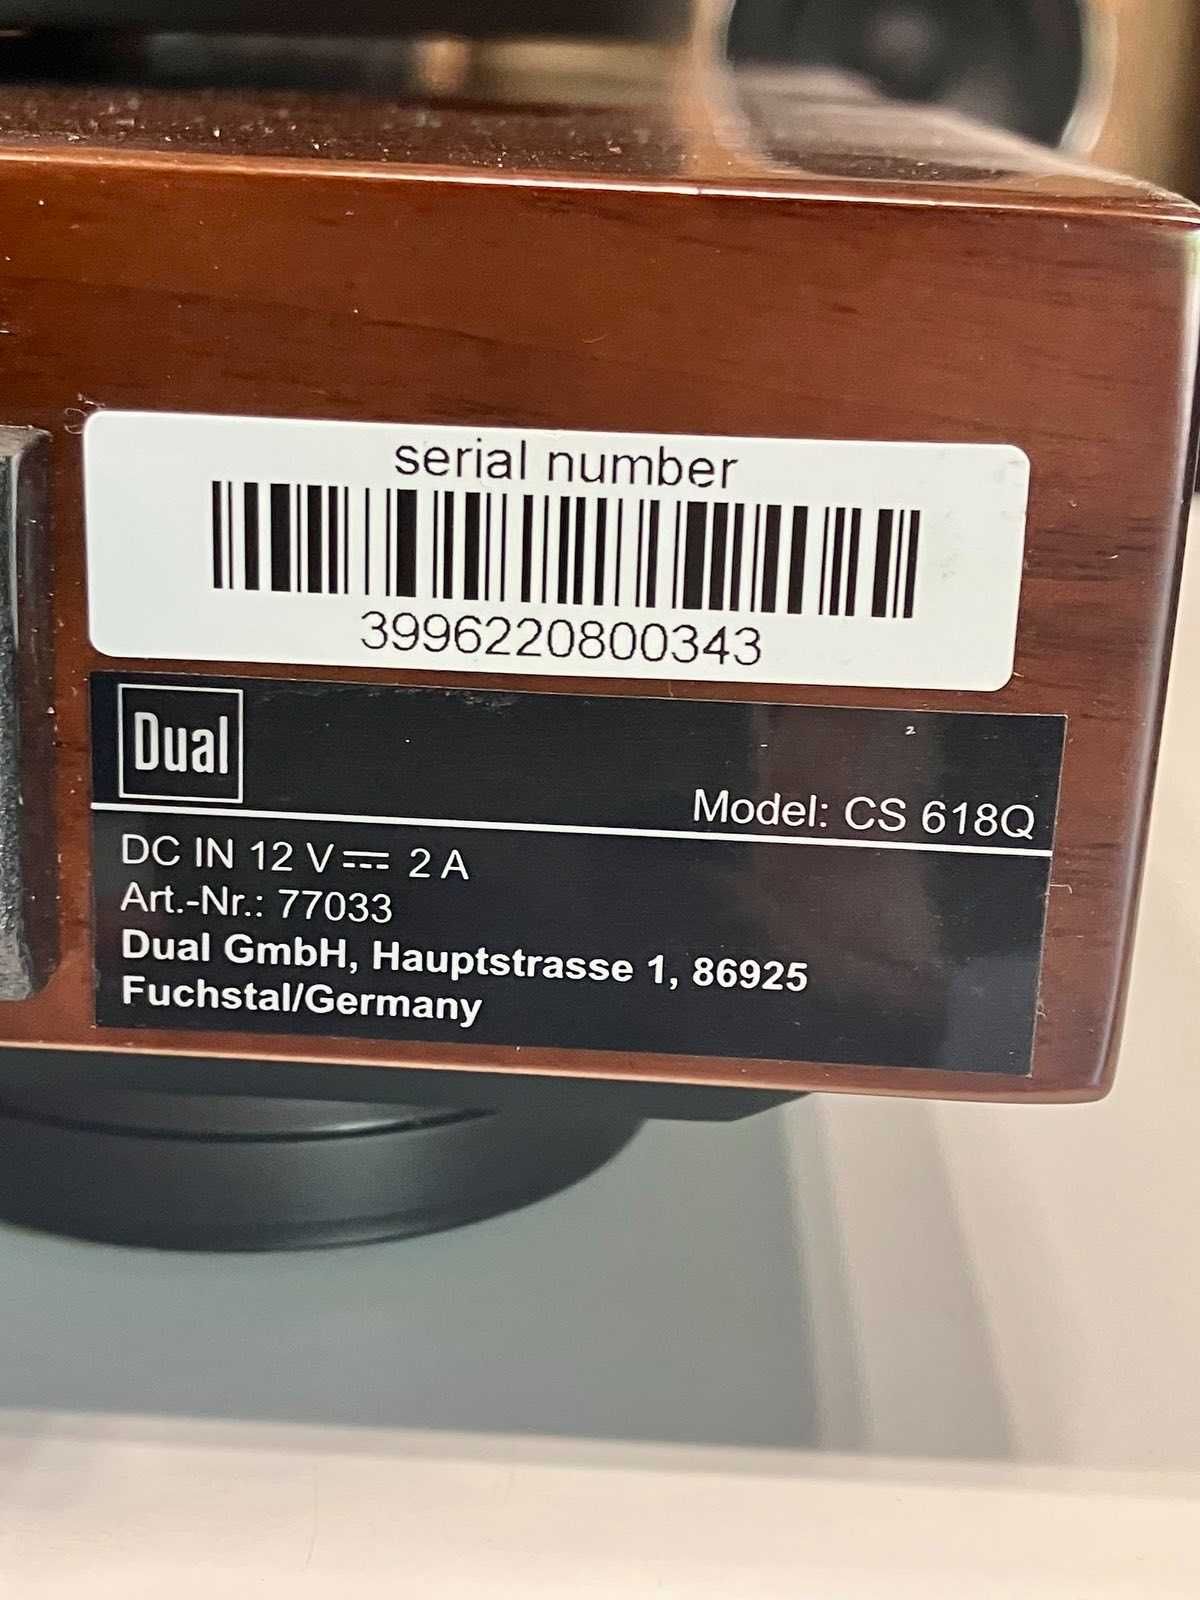 serial number
3996220800343
Dual
Model: CS 618Q
DC IN 12 V ⎓ 2 A
Art.-Nr.: 77033
Dual GmbH, Hauptstrasse 1, 86925
Fuchstal/Germany